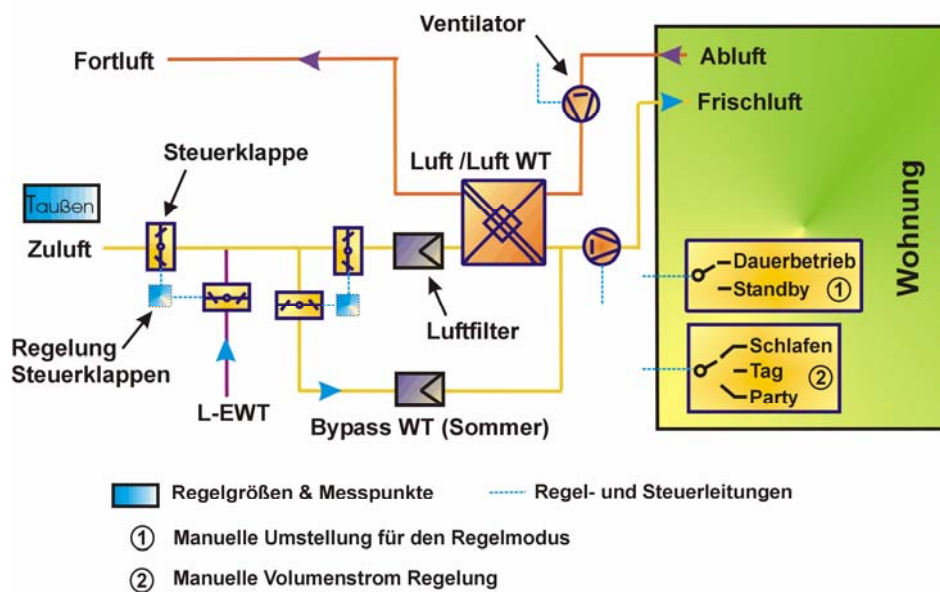 Ventilator
Fortluft
Abluft
Frischluft
Steuerklappe
Luft /Luft WT
Taußen
Zuluft
Wohnung
Dauerbetrieb
Standby ①
Regelung
Steuerklappen
Luftfilter
Schlafen
Tag ②
Party
L-EWT
Bypass WT (Sommer)
Regelgrößen & Messpunkte
Regel- und Steuerleitungen
① Manuelle Umstellung für den Regelmodus
② Manuelle Volumenstrom Regelung